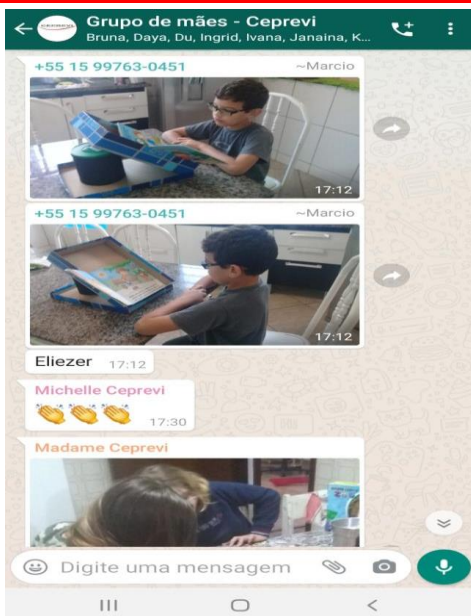 Grupo de mães - Ceprevi
Bruna, Daya, Du, Ingrid, Ivana, Janaina, K...
+55 15 99763-0451 ~Marcio
17:12
+55 15 99763-0451 ~Marcio
17:12
Eliezer 17:12
Michelle Ceprevi
17:30
Madame Ceprevi
Digite uma mensagem